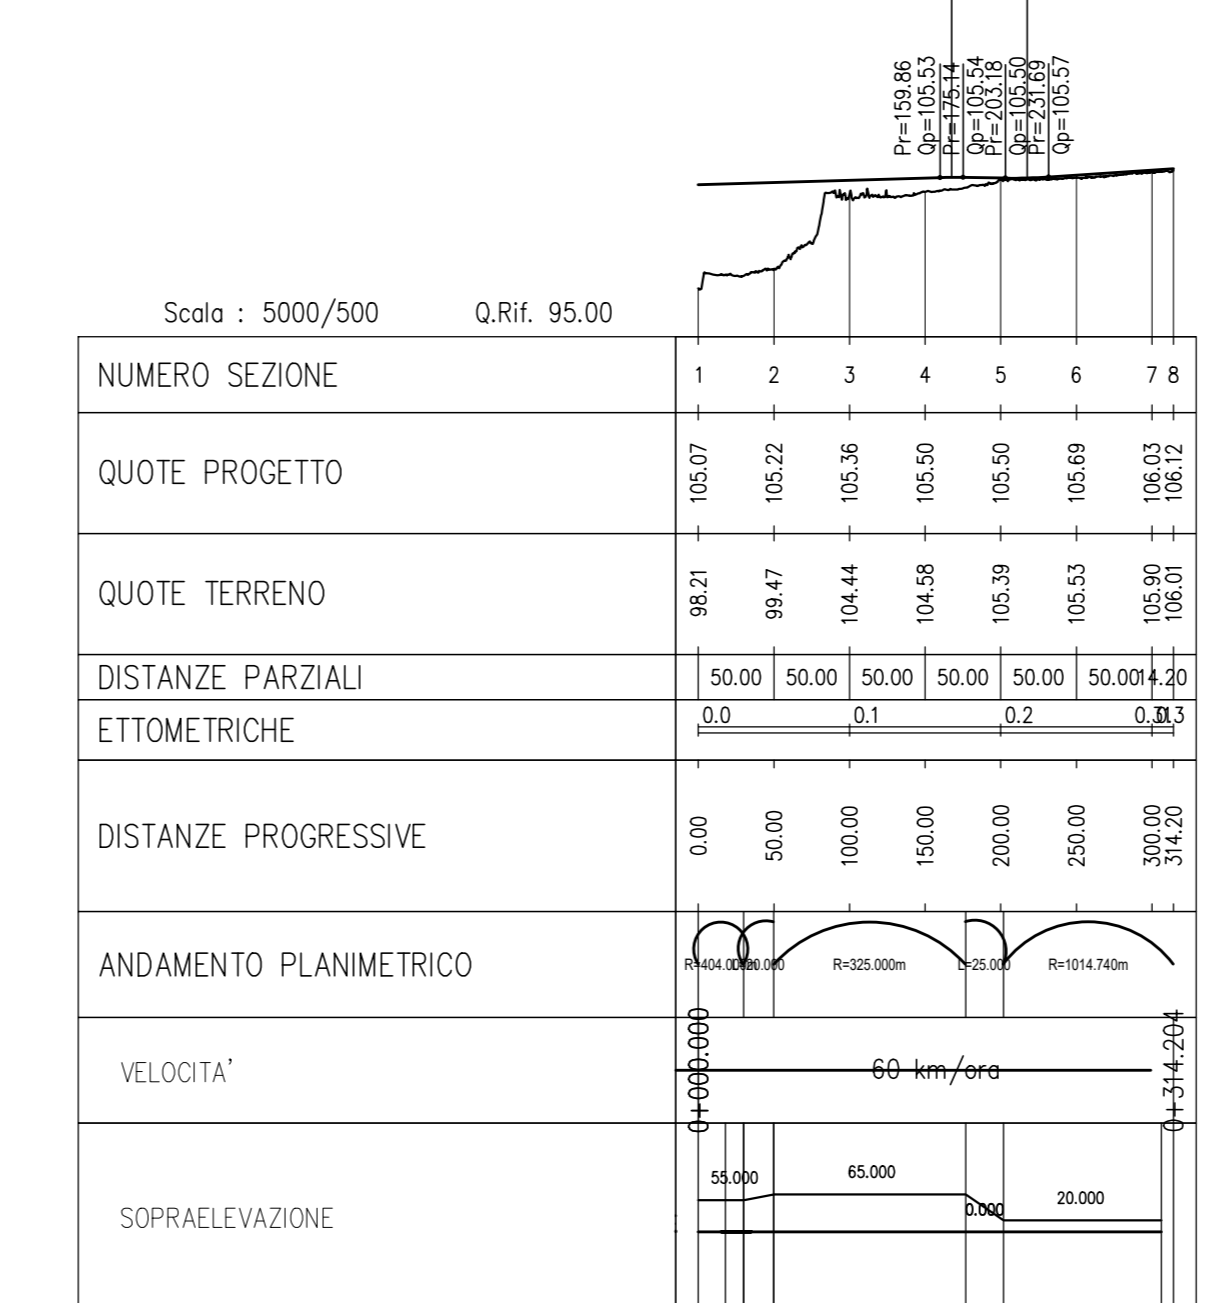 Pr=159.86
Qp=105.53
Pr=175.14
Qp=105.54
Pr=203.18
Qp=105.50
Pr=231.69
Qp=105.57
Scala : 5000/500 Q.Rif. 95.00
NUMERO SEZIONE 1 2 3 4 5 6 7 8
QUOTE PROGETTO 105.07 105.22 105.36 105.50 105.50 105.69 106.03 106.12
QUOTE TERRENO 98.21 99.47 104.44 104.58 105.39 105.53 105.90 106.01
DISTANZE PARZIALI 50.00 50.00 50.00 50.00 50.00 50.00 14.20
ETTOMETRICHE 0.0 0.1 0.2 0.3 0.3
DISTANZE PROGRESSIVE 0.00 50.00 100.00 150.00 200.00 250.00 300.00 314.20
ANDAMENTO PLANIMETRICO R=325.000m L=25.000 R=1014.740m
VELOCITA' 0+000.000 60 km/ora 0+314.204
SOPRAELEVAZIONE 55.000 65.000 0.000 20.000